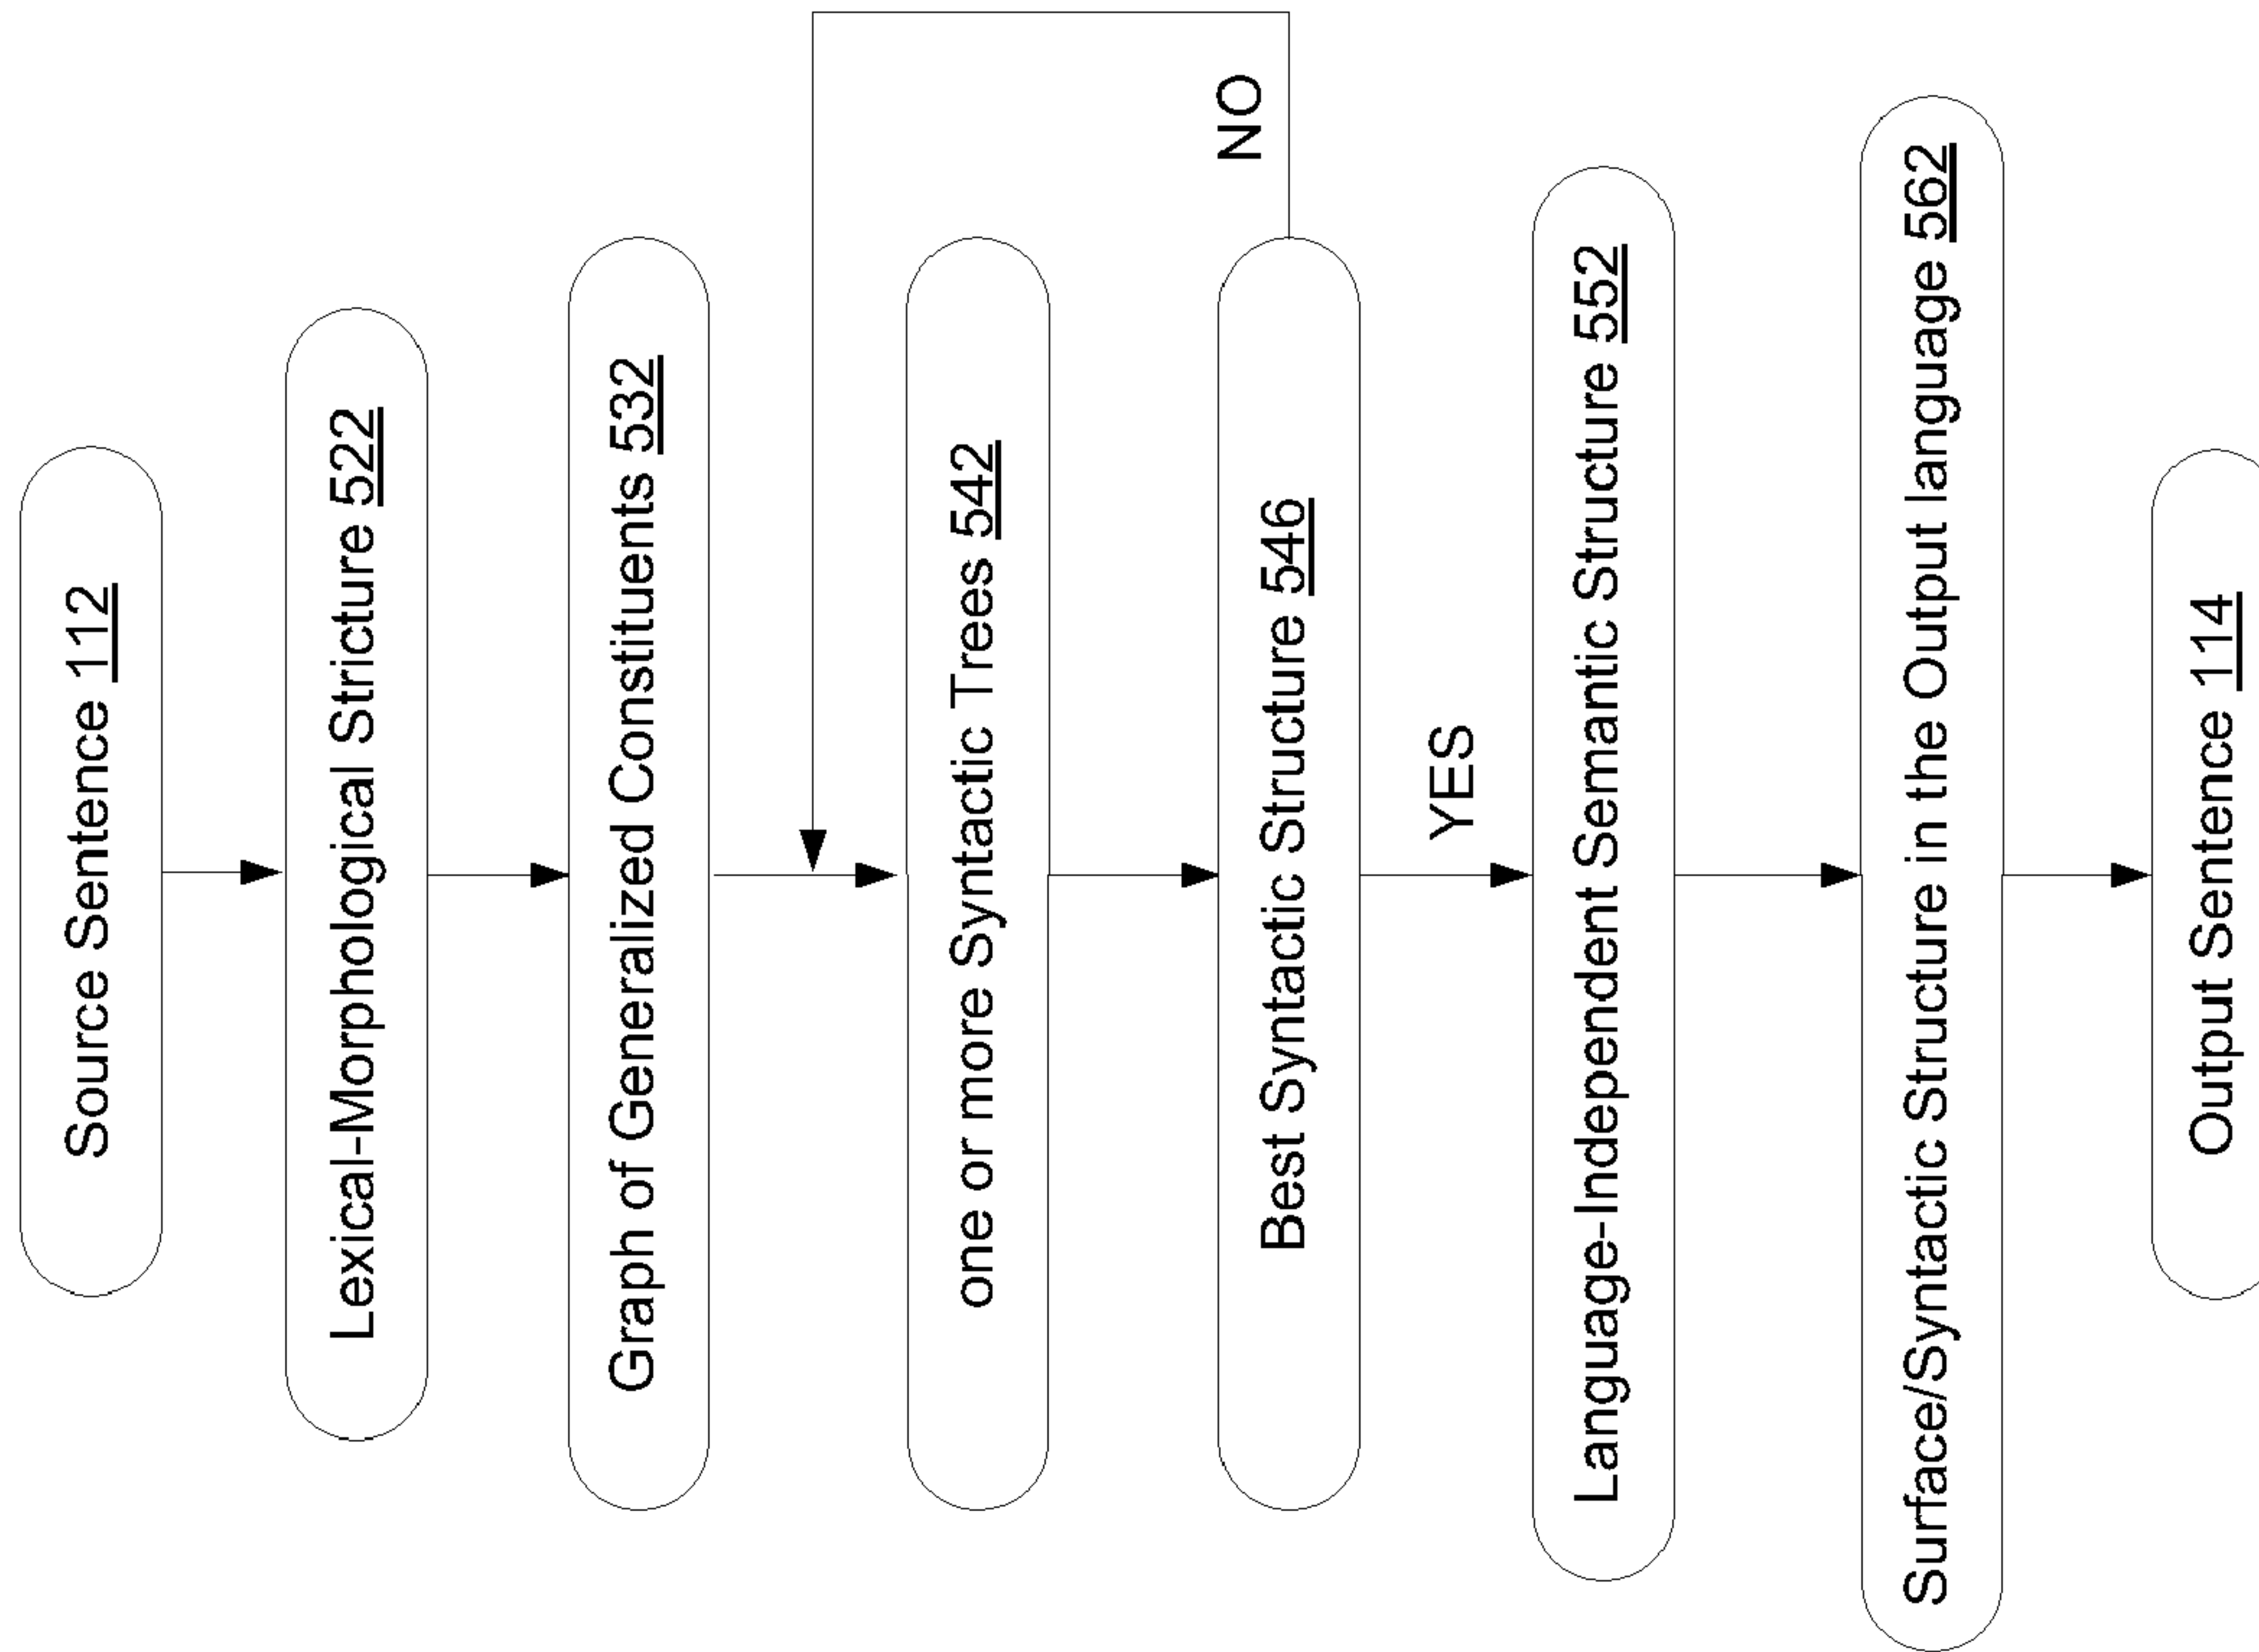 Source Sentence 112
Lexical-Morphological Stricture 522
Graph of Generalized Constituents 532
one or more Syntactic Trees 542
Best Syntactic Structure 546
NO
YES
Language-Independent Semantic Structure 552
Surface/Syntactic Structure in the Output language 562
Output Sentence 114